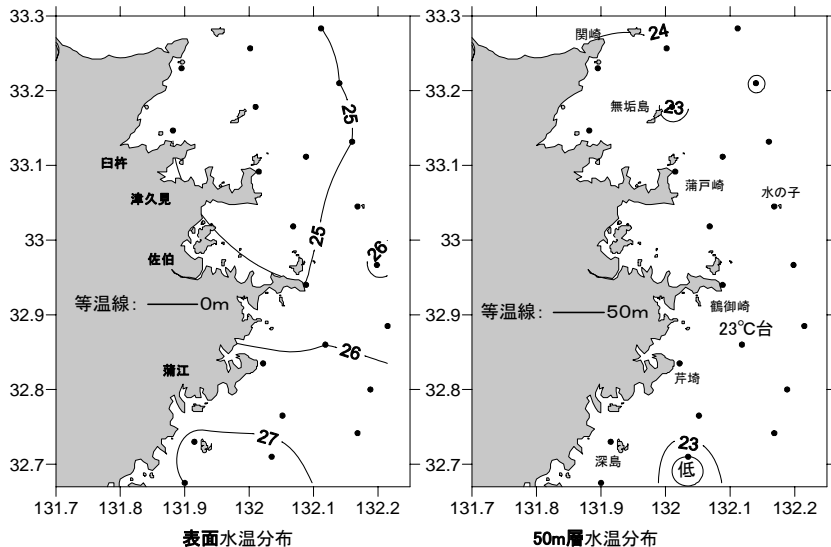 33.3
33.2
33.1
33
32.9
32.8
32.7
131.7 131.8 131.9 132 132.1 132.2
臼杵
津久見
佐伯
蒲江
25
25
26
26
27
等温線: 0m
表面水温分布
33.3
33.2
33.1
33
32.9
32.8
32.7
131.7 131.8 131.9 132 132.1 132.2
関崎
24
無垢島
23
蒲戸崎
水の子
鶴御崎
23℃台
等温線: 50m
芹埼
深島
23
低
50m層水温分布